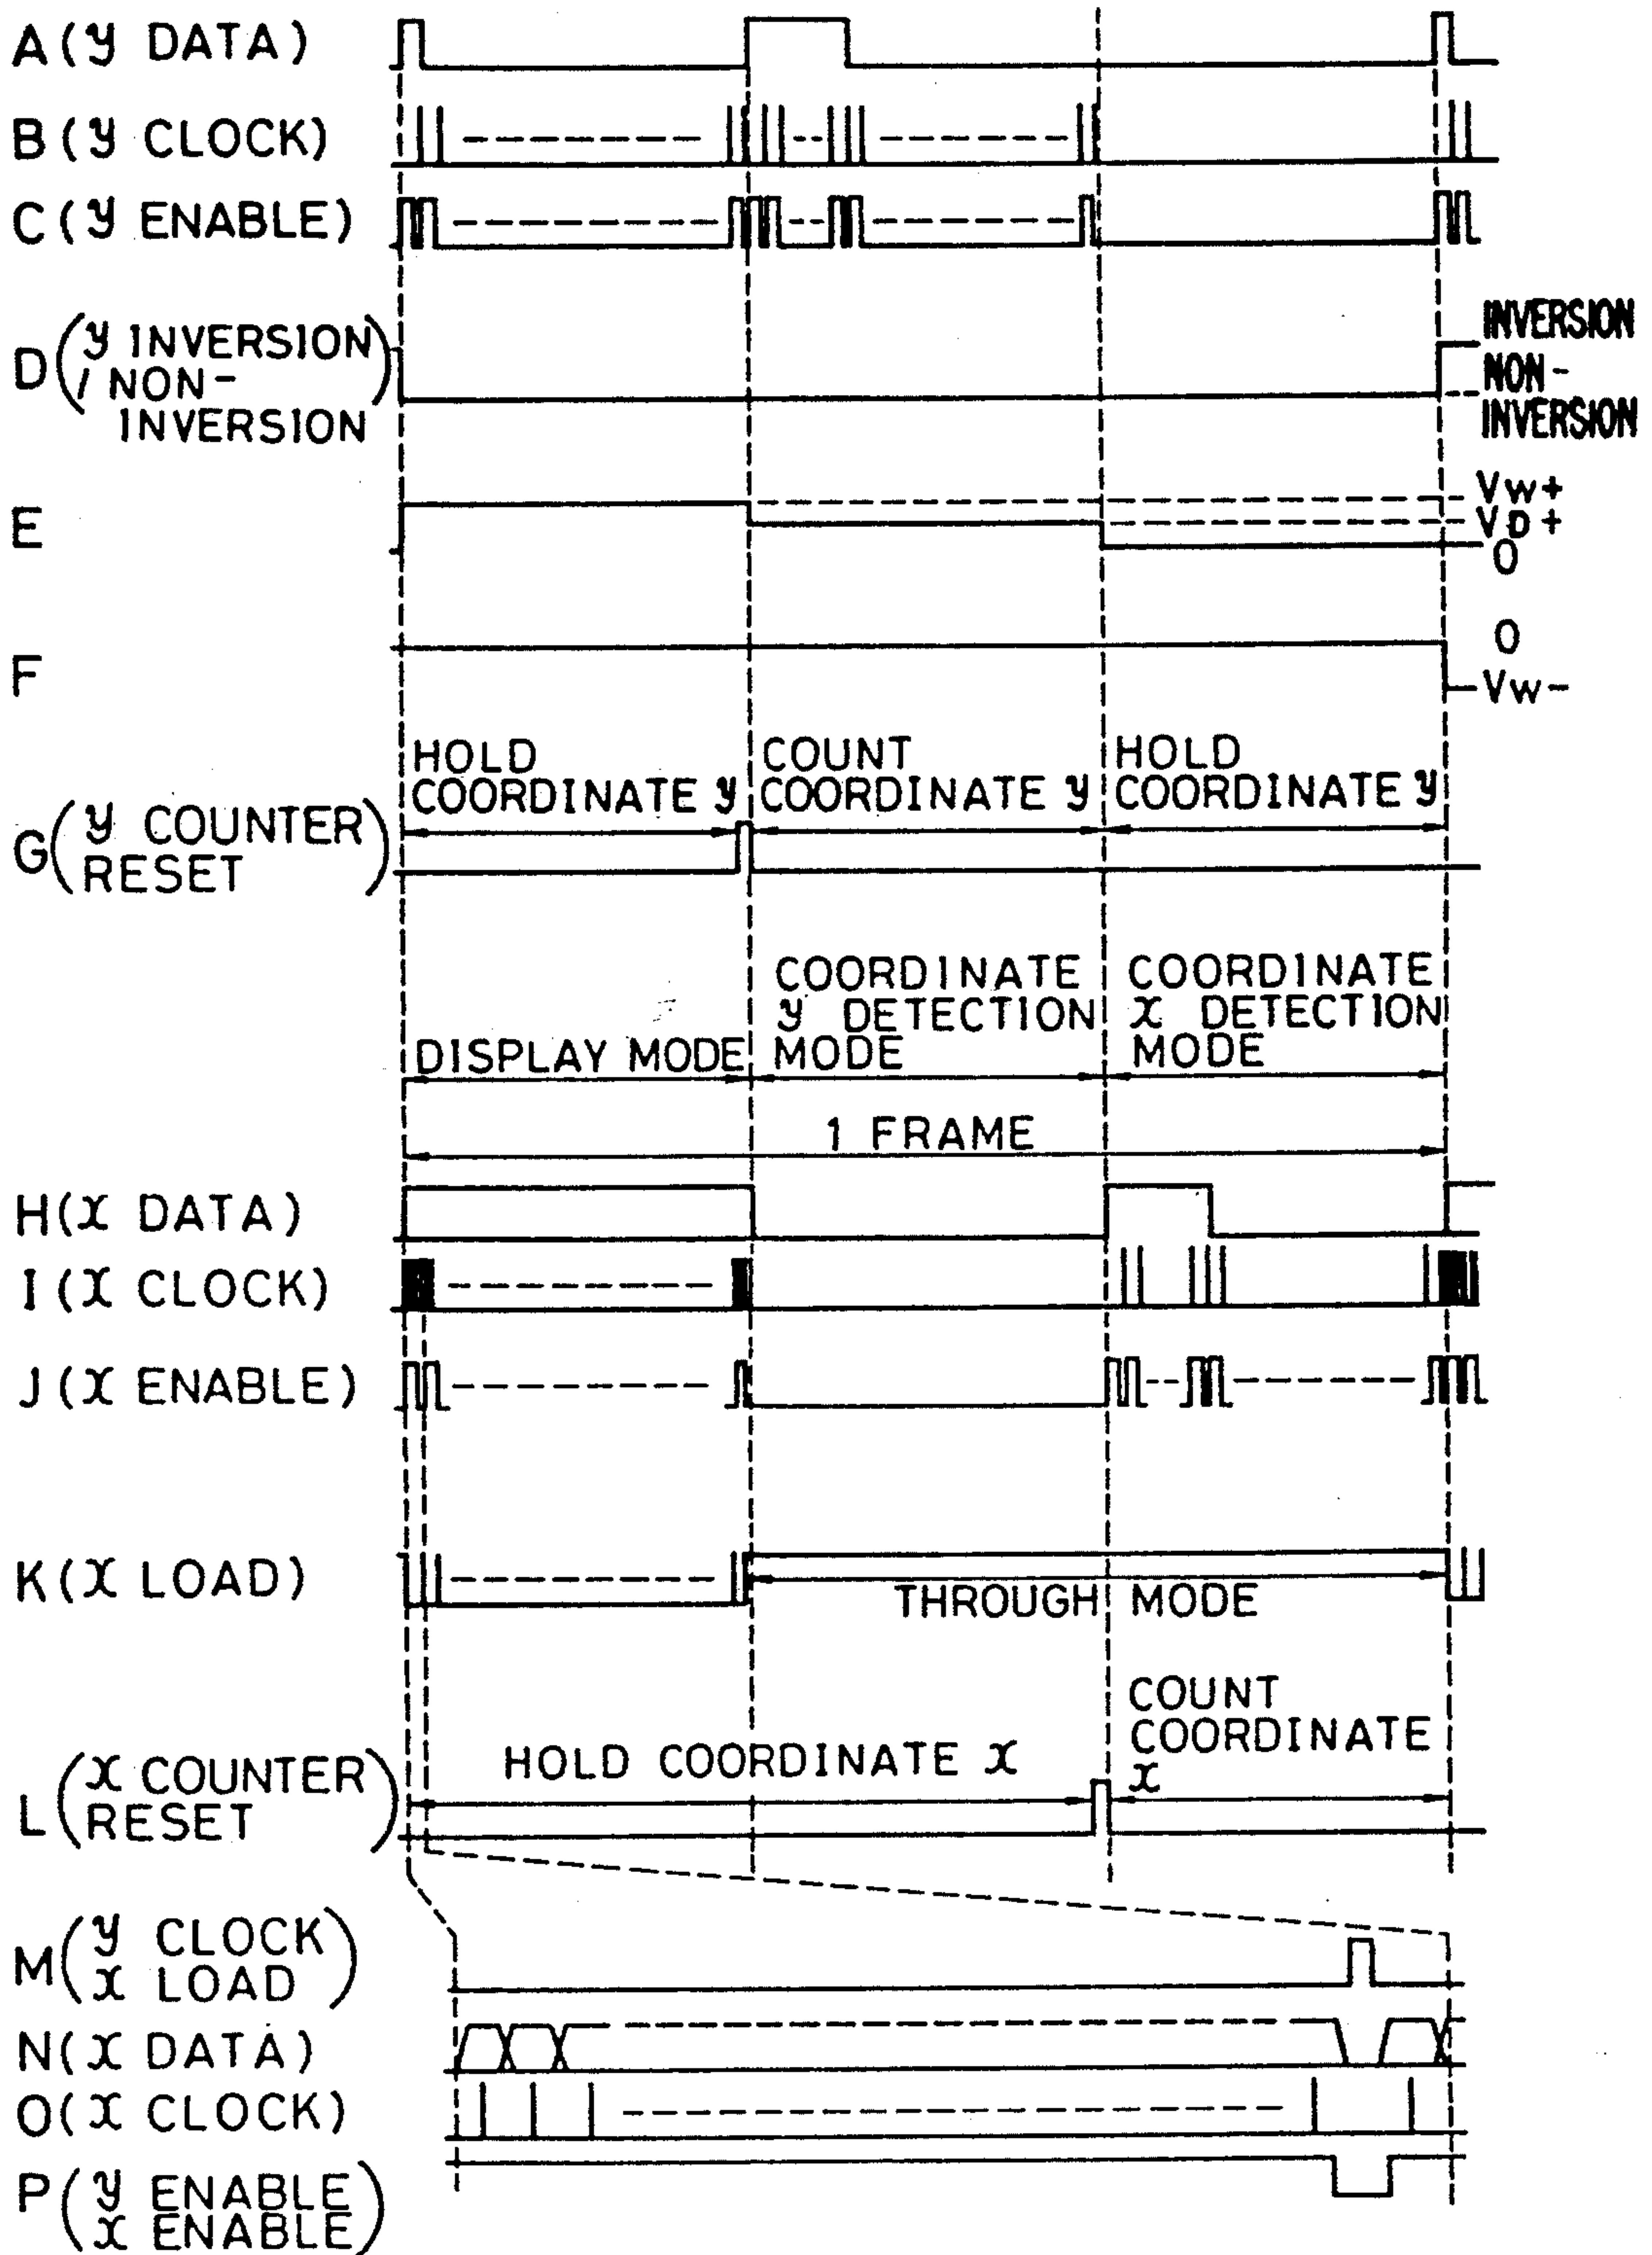 A(y DATA)
B(y CLOCK)
C(y ENABLE)
D(y INVERSION
/NON-
INVERSION)
INVERSION
NON-
INVERSION
E
Vw+
VD+
0
F
0
Vw-
HOLD
COORDINATE y
COUNT
COORDINATE y
HOLD
COORDINATE y
G(y COUNTER
RESET)
DISPLAY MODE
COORDINATE
y DETECTION
MODE
COORDINATE
x DETECTION
MODE
1 FRAME
H(x DATA)
I(x CLOCK)
J(x ENABLE)
K(x LOAD)
THROUGH MODE
HOLD COORDINATE x
COUNT
COORDINATE
x
L(x COUNTER
RESET)
M(y CLOCK
x LOAD)
N(x DATA)
O(x CLOCK)
P(y ENABLE
x ENABLE)